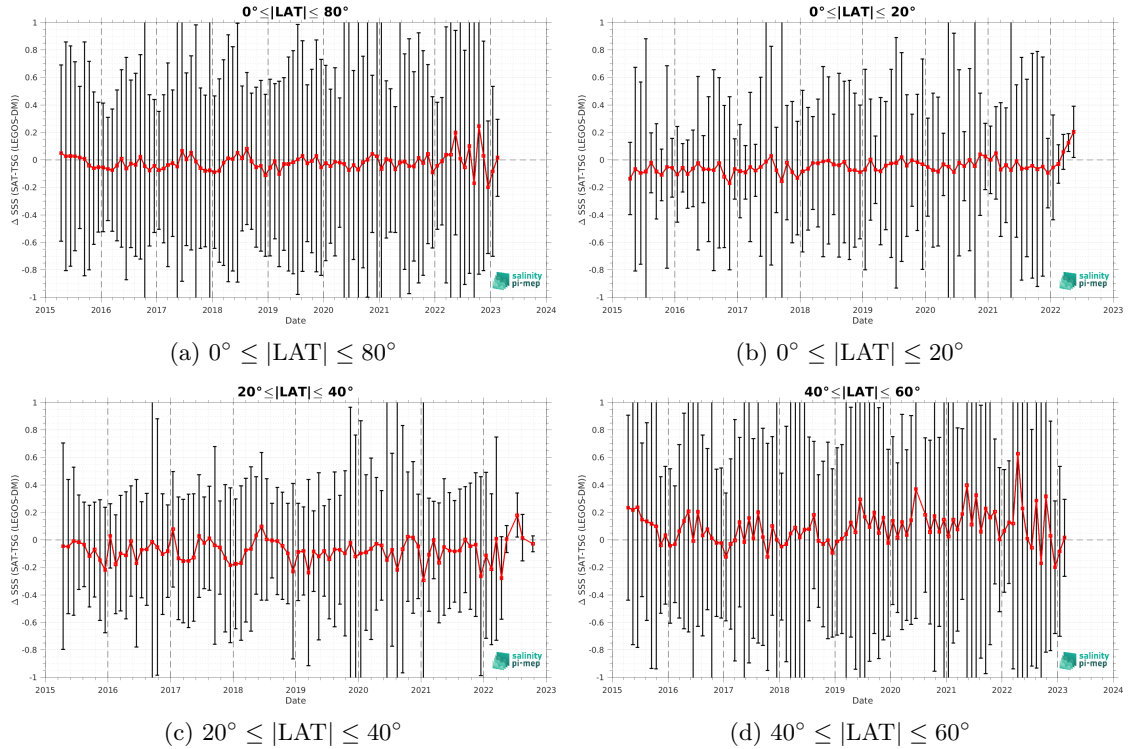 0°≤|LAT|≤ 80°
Δ SSS (SAT-TSG (LEGOS-DM))
1
0.8
0.6
0.4
0.2
0
-0.2
-0.4
-0.6
-0.8
-1
2015 2016 2017 2018 2019 2020 2021 2022 2023 2024
Date
salinity
pi-mep
(a) 0° ≤ |LAT| ≤ 80°
0°≤|LAT|≤ 20°
Δ SSS (SAT-TSG (LEGOS-DM))
1
0.8
0.6
0.4
0.2
0
-0.2
-0.4
-0.6
-0.8
-1
2015 2016 2017 2018 2019 2020 2021 2022 2023
Date
salinity
pi-mep
(b) 0° ≤ |LAT| ≤ 20°
20°≤|LAT|≤ 40°
Δ SSS (SAT-TSG (LEGOS-DM))
1
0.8
0.6
0.4
0.2
0
-0.2
-0.4
-0.6
-0.8
-1
2015 2016 2017 2018 2019 2020 2021 2022 2023
Date
salinity
pi-mep
(c) 20° ≤ |LAT| ≤ 40°
40°≤|LAT|≤ 60°
Δ SSS (SAT-TSG (LEGOS-DM))
1
0.8
0.6
0.4
0.2
0
-0.2
-0.4
-0.6
-0.8
-1
2015 2016 2017 2018 2019 2020 2021 2022 2023 2024
Date
salinity
pi-mep
(d) 40° ≤ |LAT| ≤ 60°